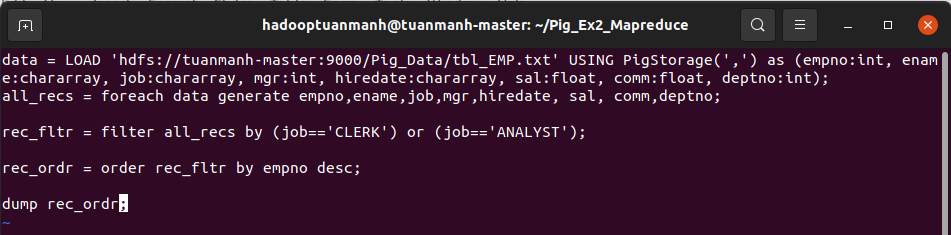 hadooptuanmanh@tuanmanh-master: ~/Pig_Ex2_Mapreduce
data = LOAD 'hdfs://tuanmanh-master:9000/Pig_Data/tbl_EMP.txt' USING PigStorage(',') as (empno:int, enam
e:chararray, job:chararray, mgr:int, hiredate:chararray, sal:float, comm:float, deptno:int);
all_recs = foreach data generate empno,ename,job,mgr,hiredate, sal, comm,deptno;
rec_fltr = filter all_recs by (job=='CLERK') or (job=='ANALYST');
rec_ordr = order rec_fltr by empno desc;
dump rec_ordr;
~